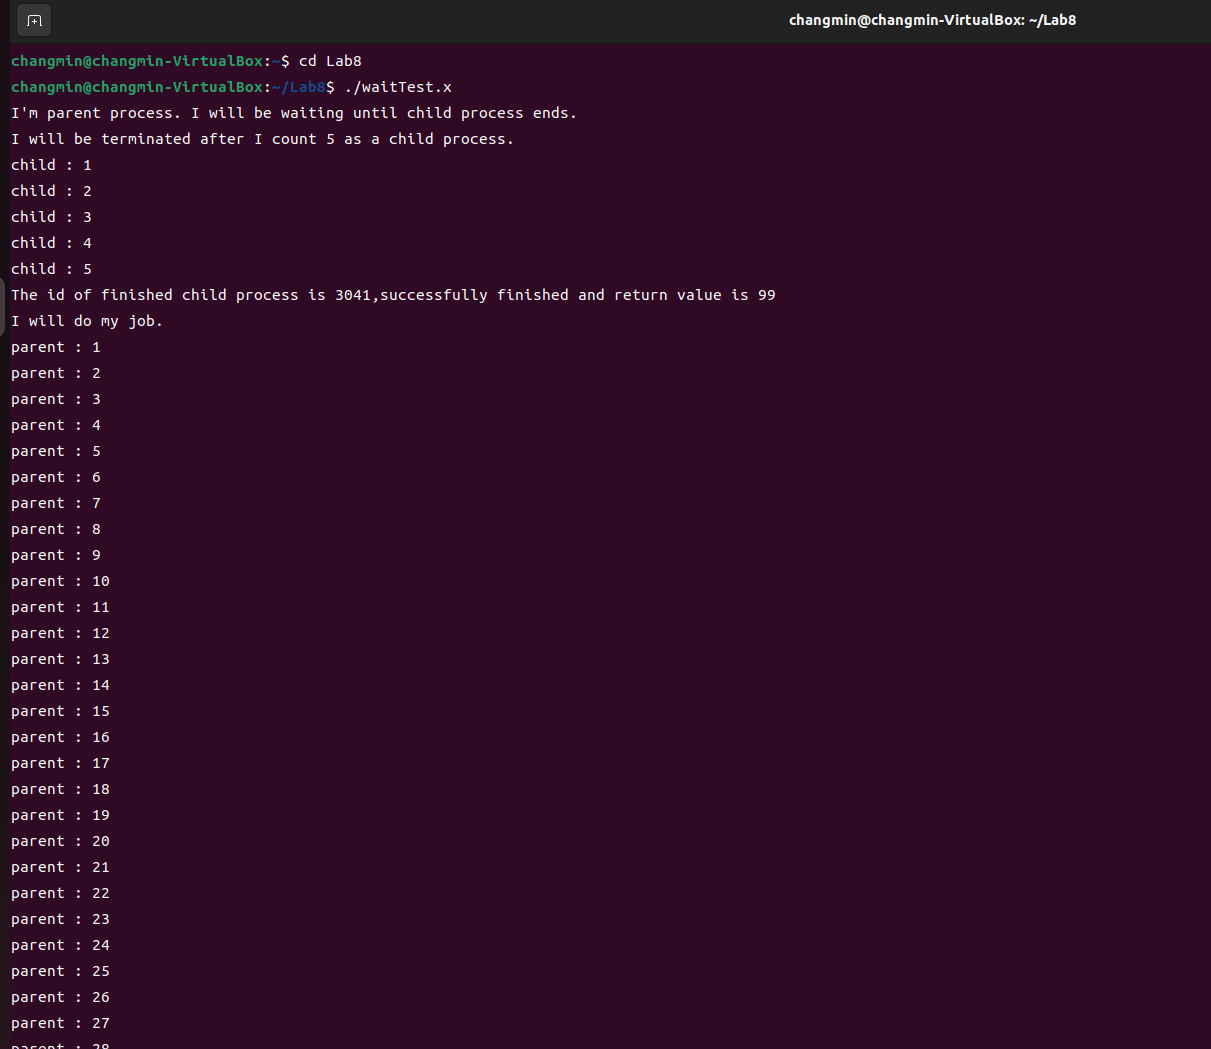 changmin@changmin-VirtualBox: ~/Lab8
changmin@changmin-VirtualBox:~$ cd Lab8
changmin@changmin-VirtualBox:~/Lab8$ ./waitTest.x
I'm parent process. I will be waiting until child process ends.
I will be terminated after I count 5 as a child process.
child : 1
child : 2
child : 3
child : 4
child : 5
The id of finished child process is 3041,successfully finished and return value is 99
I will do my job.
parent : 1
parent : 2
parent : 3
parent : 4
parent : 5
parent : 6
parent : 7
parent : 8
parent : 9
parent : 10
parent : 11
parent : 12
parent : 13
parent : 14
parent : 15
parent : 16
parent : 17
parent : 18
parent : 19
parent : 20
parent : 21
parent : 22
parent : 23
parent : 24
parent : 25
parent : 26
parent : 27
parent : 28